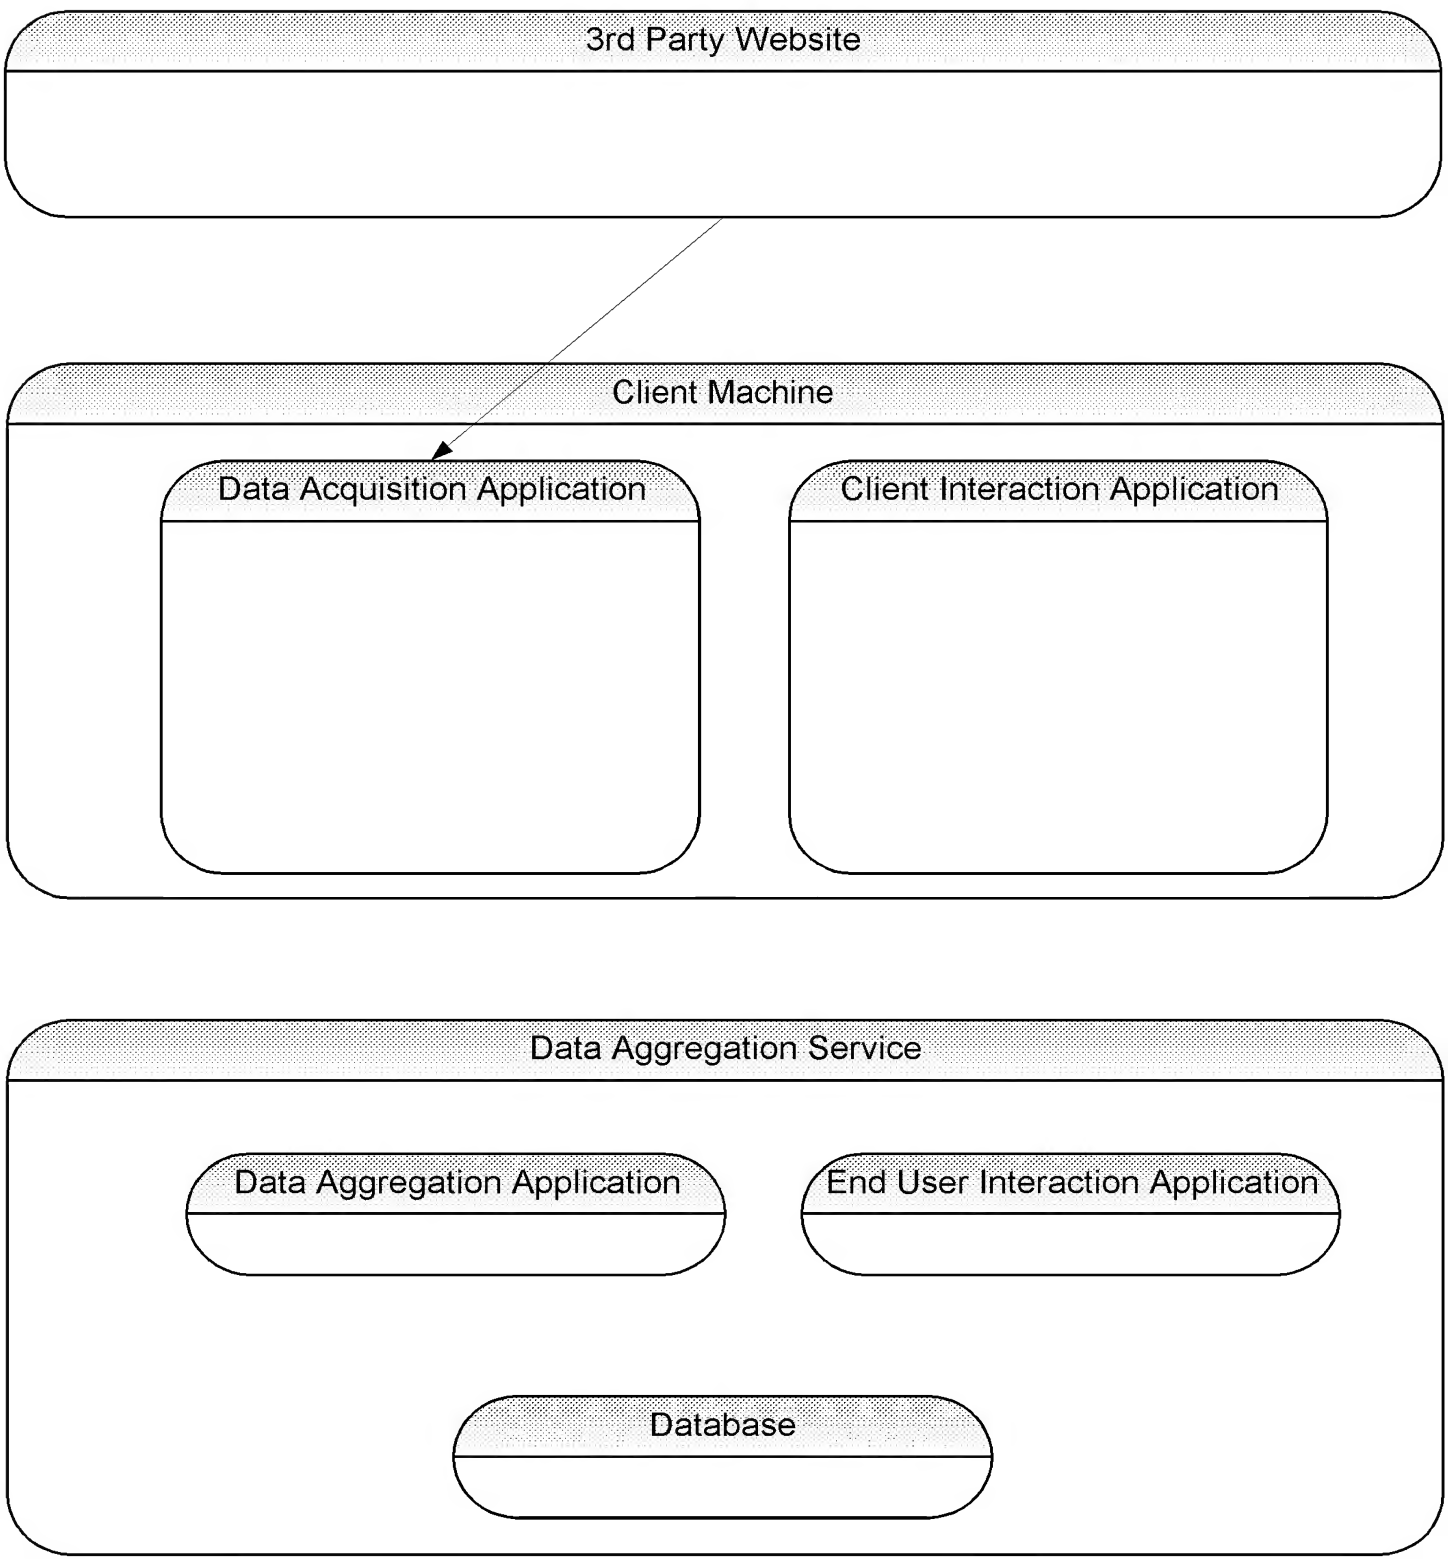 3rd Party Website
Client Machine
Data Acquisition Application
Client Interaction Application
Data Aggregation Service
Data Aggregation Application
End User Interaction Application
Database